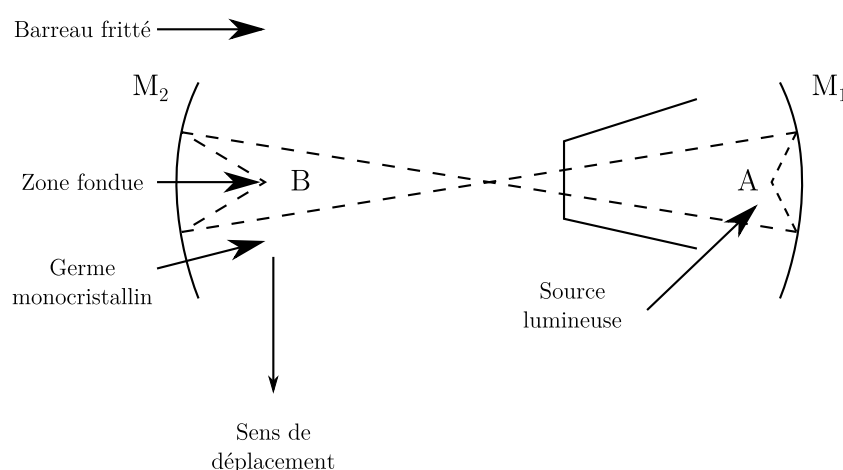 Barreau fritté
M2
M1
Zone fondue
B
A
Germe
monocristallin
Source
lumineuse
Sens de
déplacement